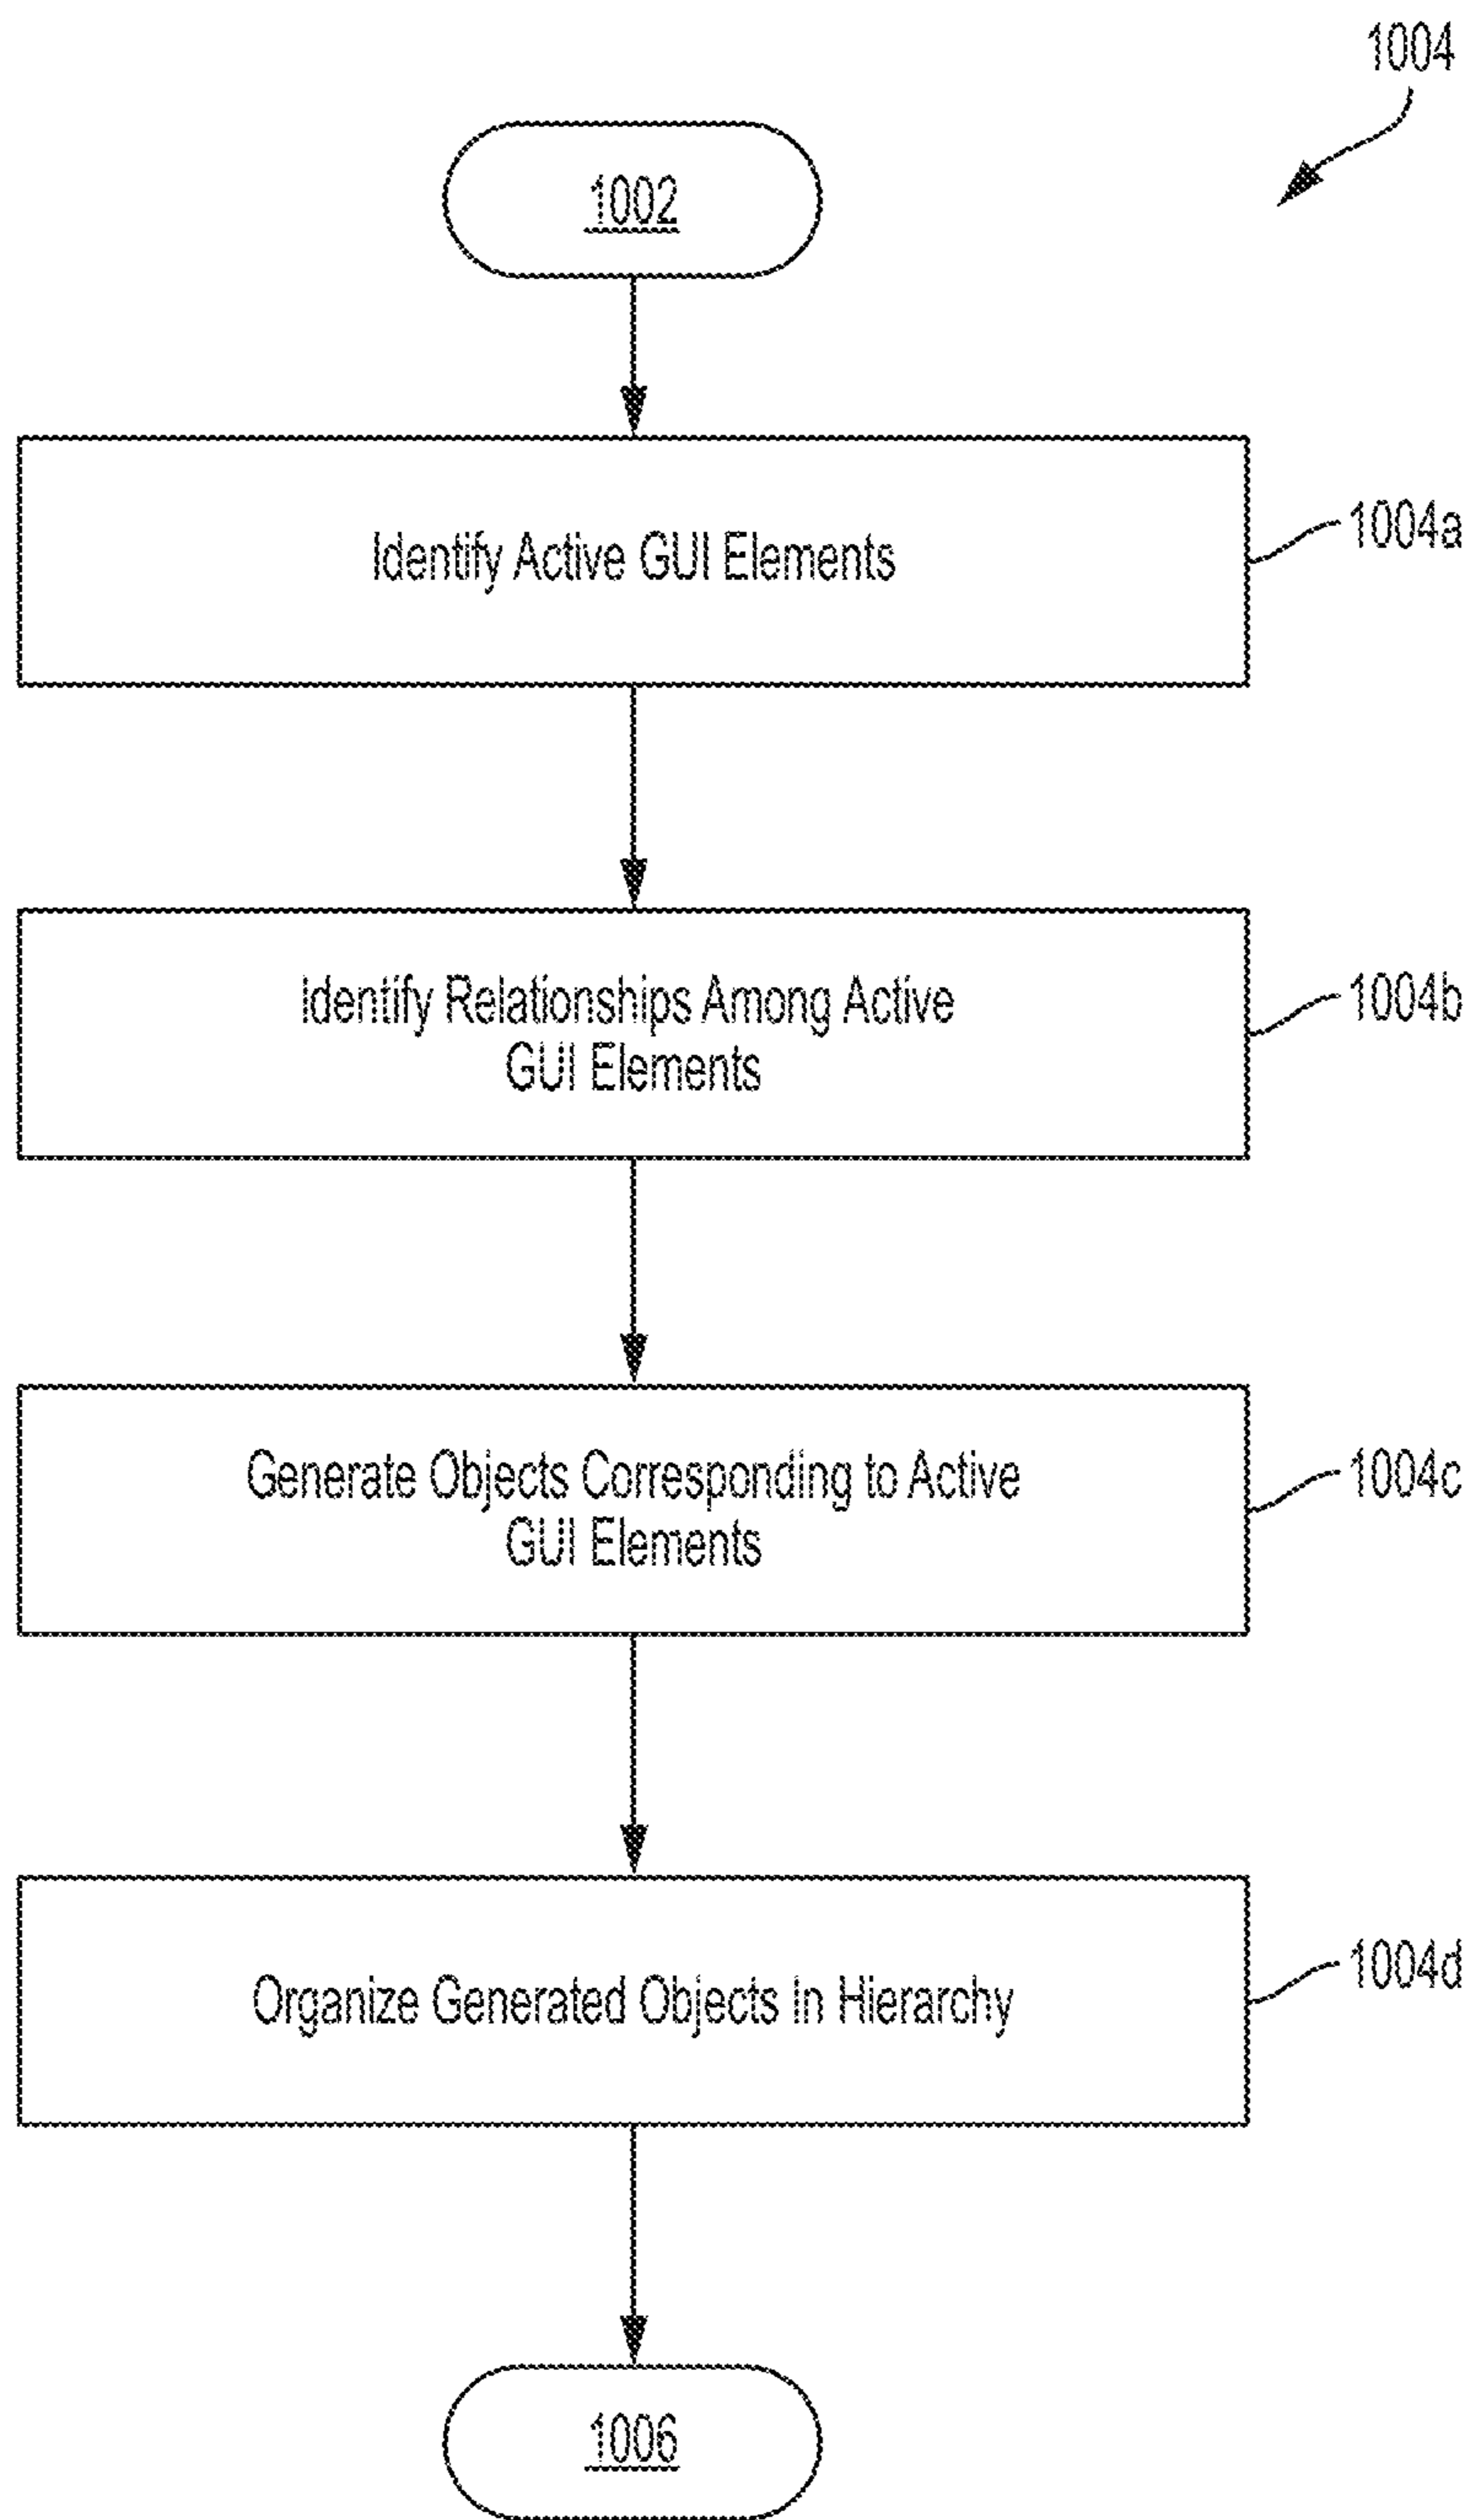 1004
1002
Identify Active GUI Elements
1004a
Identify Relationships Among Active
GUI Elements
1004b
Generate Objects Corresponding to Active
GUI Elements
1004c
Organize Generated Objects In Hierarchy
1004d
1006